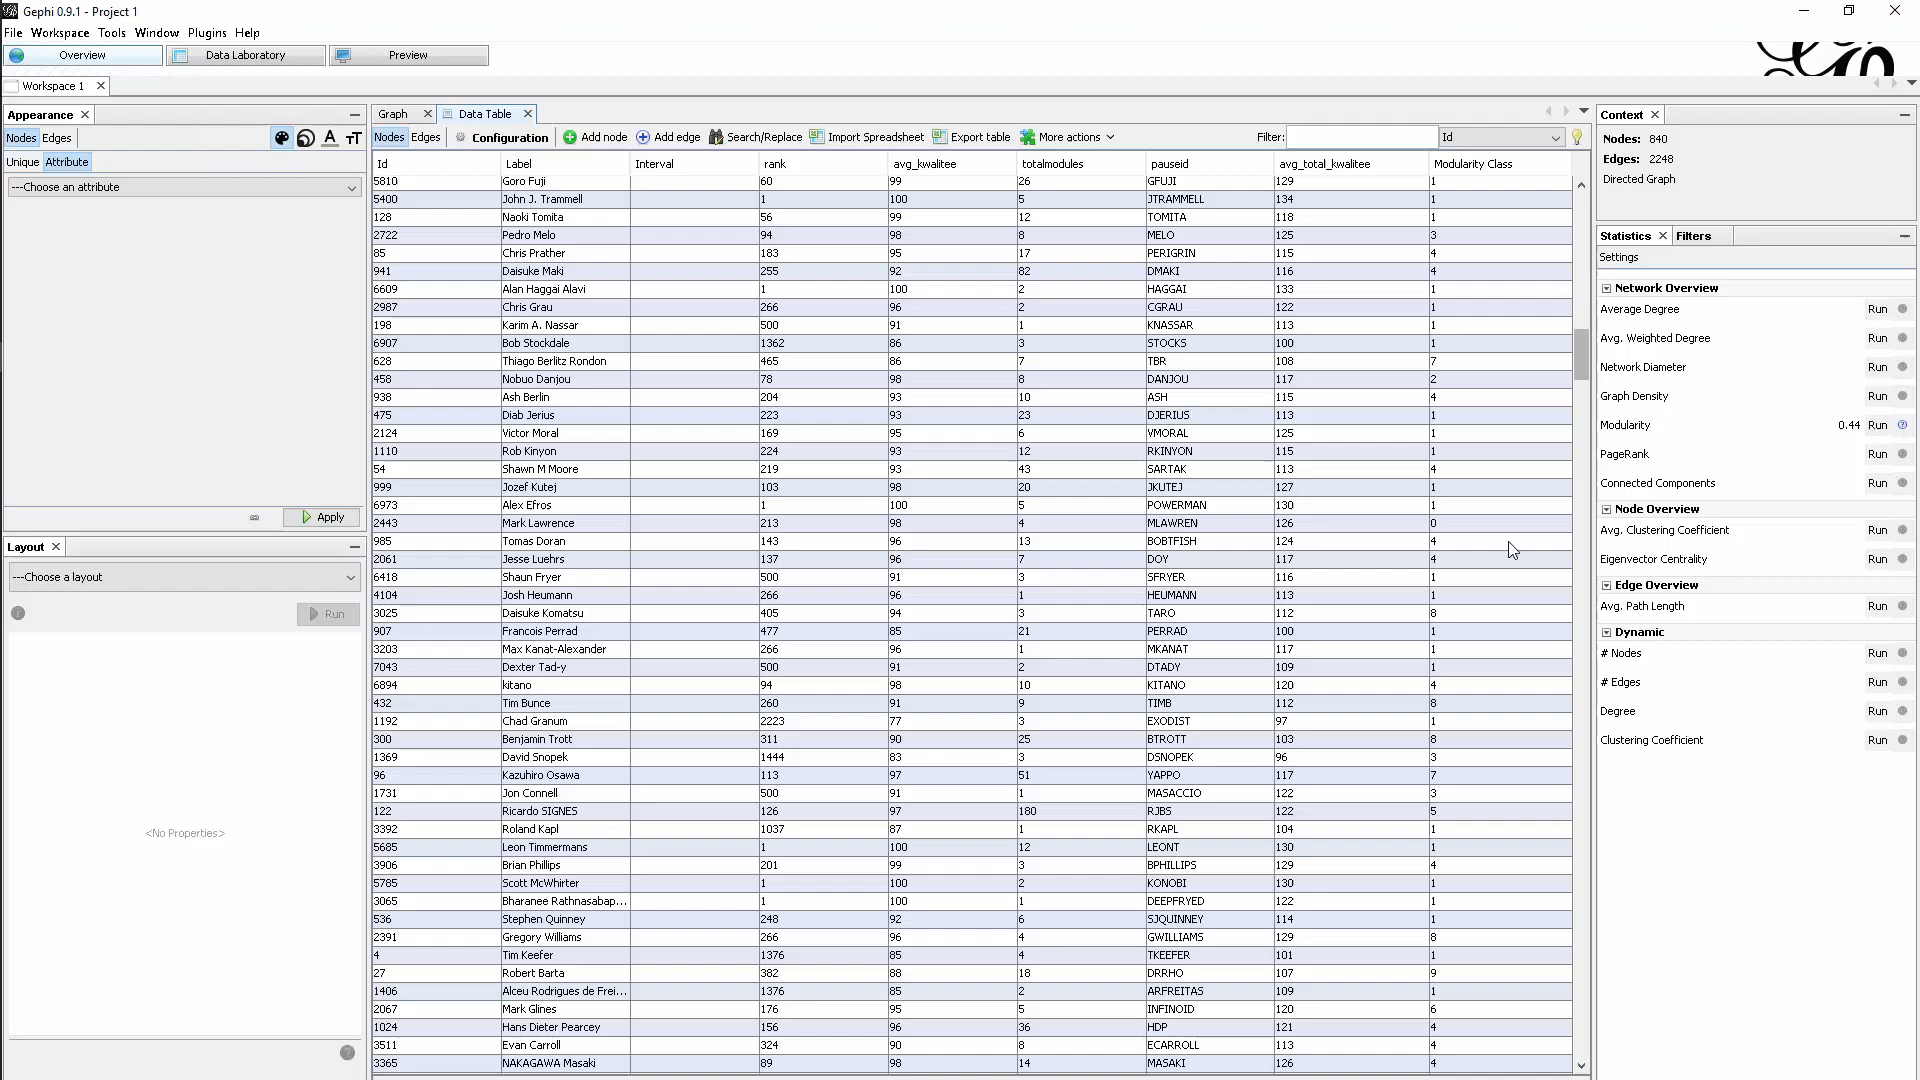 Gephi 0.9.1 - Project 1
File Workspace Tools Window Plugins Help
Overview Data Laboratory Preview
Workspace 1
Appearance
Nodes Edges
Unique Attribute
---Choose an attribute
Apply
Layout
---Choose a layout
Run
<No Properties>
Graph Data Table
Nodes Edges Configuration Add node Add edge Search/Replace Import Spreadsheet Export table More actions Filter: Id
Id Label Interval rank avg_kwalitee totalmodules pauseid avg_total_kwalitee Modularity Class
5810 Goro Fuji 60 99 26 GFUJI 129 1
5400 John J. Trammell 1 100 5 JTRAMMELL 134 1
128 Naoki Tomita 56 99 12 TOMITA 118 1
2722 Pedro Melo 94 98 8 MELO 125 3
85 Chris Prather 183 95 17 PERIGRIN 115 4
941 Daisuke Maki 255 92 82 DMAKI 116 4
6609 Alan Haggai Alavi 1 100 2 HAGGAI 133 1
2987 Chris Grau 266 96 2 CGRAU 122 1
198 Karim A. Nassar 500 91 1 KNASSAR 113 1
6907 Bob Stockdale 1362 86 3 STOCKS 100 1
628 Thiago Berlitz Rondon 465 86 7 TBR 108 7
458 Nobuo Danjou 78 98 8 DANJOU 117 2
938 Ash Berlin 204 93 10 ASH 115 4
475 Diab Jerius 223 93 23 DJERIUS 113 1
2124 Victor Moral 169 95 6 VMORAL 125 1
1110 Rob Kinyon 224 93 12 RKINYON 115 1
54 Shawn M Moore 219 93 43 SARTAK 113 4
999 Jozef Kutej 103 98 20 JKUTEJ 127 1
6973 Alex Efros 1 100 5 POWERMAN 130 1
2443 Mark Lawrence 213 98 4 MLAWREN 126 0
985 Tomas Doran 143 96 13 BOBTFISH 124 4
2061 Jesse Luehrs 137 96 7 DOY 117 4
6418 Shaun Fryer 500 91 3 SFRYER 116 1
4104 Josh Heumann 266 96 1 HEUMANN 113 1
3025 Daisuke Komatsu 405 94 3 TARO 112 8
907 Francois Perrad 477 85 21 PERRAD 100 1
3203 Max Kanat-Alexander 266 96 1 MKANAT 117 1
7043 Dexter Tad-y 500 91 2 DTADY 109 1
6894 kitano 94 98 10 KITANO 120 4
432 Tim Bunce 260 91 9 TIMB 112 8
1192 Chad Granum 2223 77 3 EXODIST 97 1
300 Benjamin Trott 311 90 25 BTROTT 103 8
1369 David Snopek 1444 83 3 DSNOPEK 96 3
96 Kazuhiro Osawa 113 97 51 YAPPO 117 7
1731 Jon Connell 500 91 1 MASACCIO 122 3
122 Ricardo SIGNES 126 97 180 RJBS 122 5
3392 Roland Kapl 1037 87 1 RKAPL 104 1
5685 Leon Timmermans 1 100 12 LEONT 130 1
3906 Brian Phillips 201 99 3 BPHILLIPS 129 4
5785 Scott McWhirter 1 100 2 KONOBI 130 1
3065 Bharanee Rathnasabap... 1 100 1 DEEPFRYED 122 1
536 Stephen Quinney 248 92 6 SJQUINNEY 114 1
2391 Gregory Williams 266 96 4 GWILLIAMS 129 8
4 Tim Keefer 1376 85 4 TKEEFER 101 1
27 Robert Barta 382 88 18 DRRHO 107 9
1406 Alceu Rodrigues de Frei... 1376 85 2 ARFREITAS 109 1
2067 Mark Glines 176 95 5 INFINOID 120 6
1024 Hans Dieter Pearcey 156 96 36 HDP 121 4
3511 Evan Carroll 324 90 8 ECARROLL 113 4
3365 NAKAGAWA Masaki 89 98 14 MASAKI 126 4
Context
Nodes: 840
Edges: 2248
Directed Graph
Statistics Filters
Settings
Network Overview
Average Degree Run
Avg. Weighted Degree Run
Network Diameter Run
Graph Density Run
Modularity 0.44 Run
PageRank Run
Connected Components Run
Node Overview
Avg. Clustering Coefficient Run
Eigenvector Centrality Run
Edge Overview
Avg. Path Length Run
Dynamic
# Nodes Run
# Edges Run
Degree Run
Clustering Coefficient Run